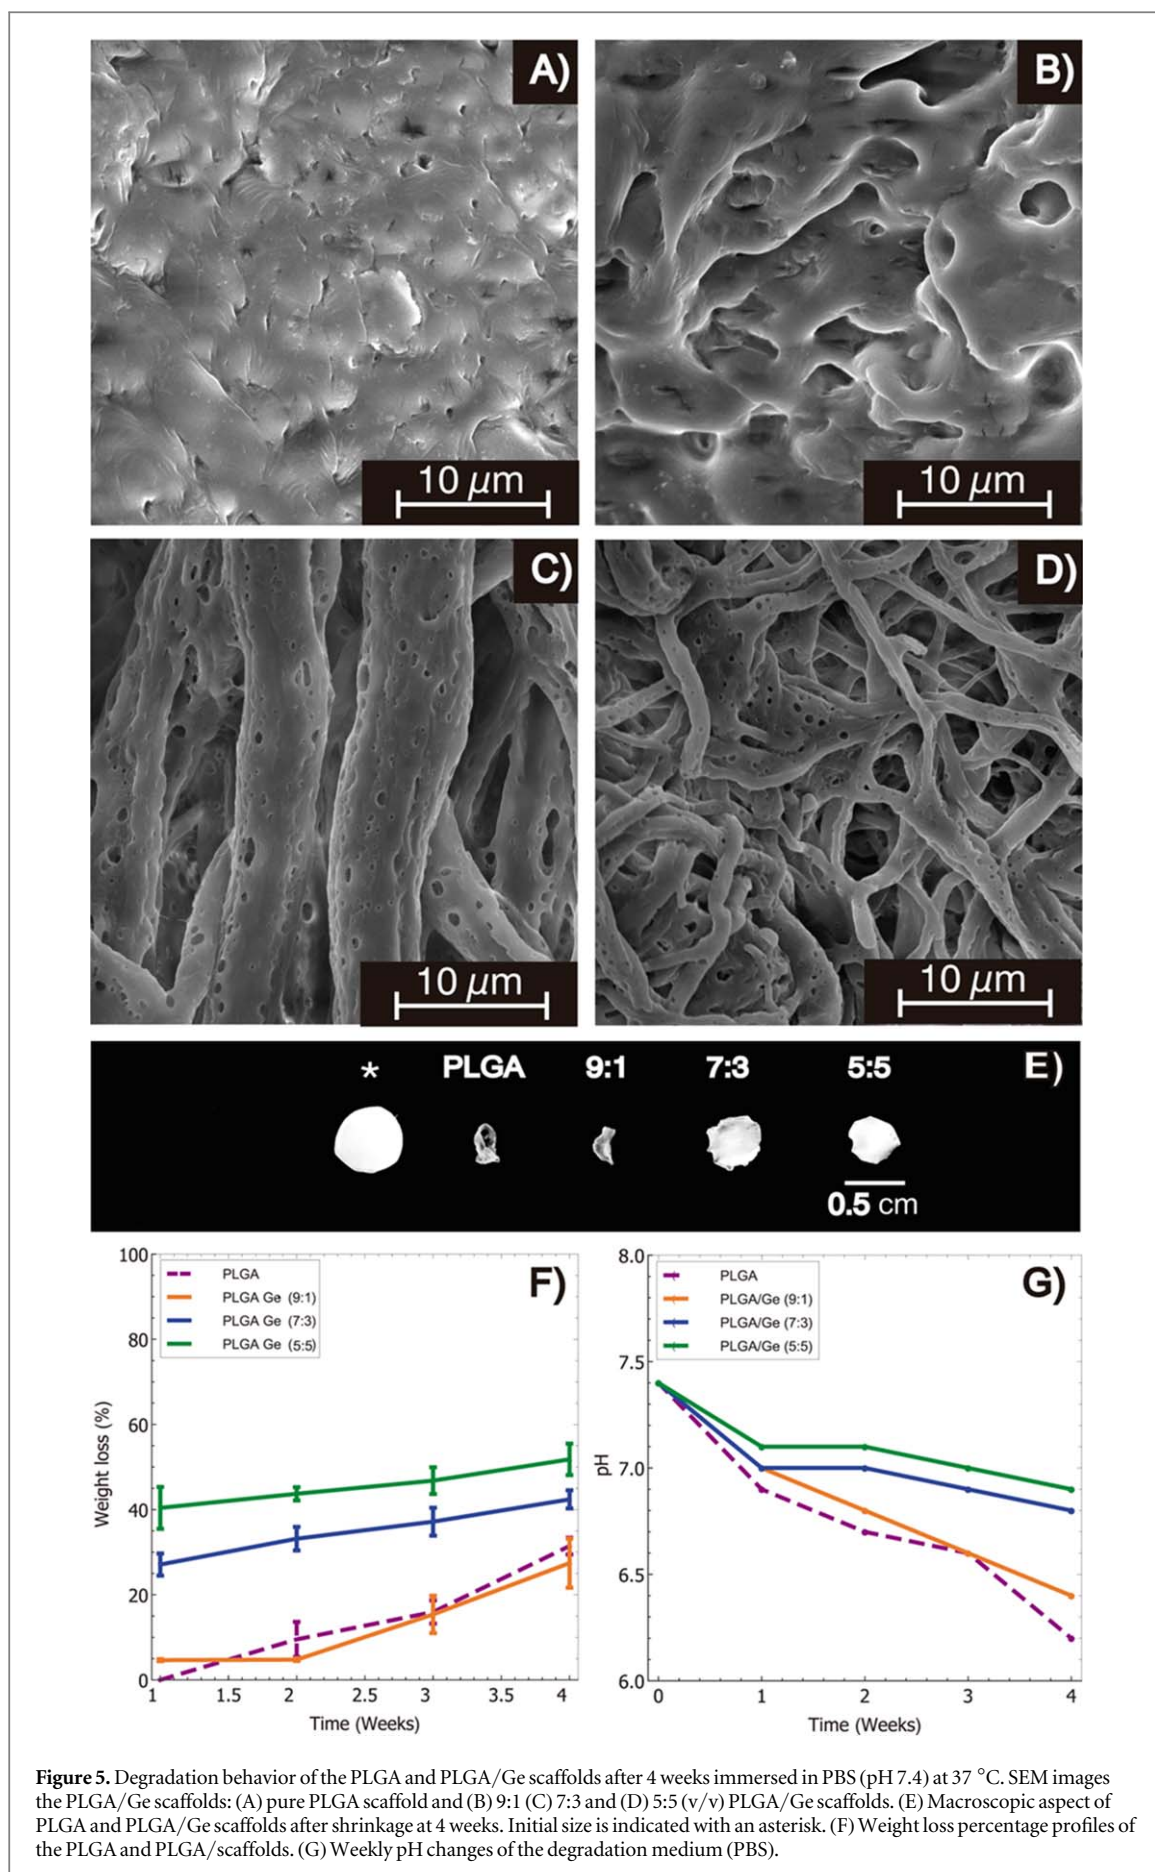 A)
B)
10 µm
10 µm
C)
D)
10 µm
10 µm
* PLGA 9:1 7:3 5:5 E)
0.5 cm
F)
PLGA
PLGA Ge (9:1)
PLGA Ge (7:3)
PLGA Ge (5:5)
100
80
60
40
20
0
Weight loss (%)
1 1.5 2 2.5 3 3.5 4
Time (Weeks)
G)
PLGA
PLGA/Ge (9:1)
PLGA/Ge (7:3)
PLGA/Ge (5:5)
8.0
7.5
7.0
6.5
6.0
pH
0 1 2 3 4
Time (Weeks)
Figure 5. Degradation behavior of the PLGA and PLGA/Ge scaffolds after 4 weeks immersed in PBS (pH 7.4) at 37 °C. SEM images
the PLGA/Ge scaffolds: (A) pure PLGA scaffold and (B) 9:1 (C) 7:3 and (D) 5:5 (v/v) PLGA/Ge scaffolds. (E) Macroscopic aspect of
PLGA and PLGA/Ge scaffolds after shrinkage at 4 weeks. Initial size is indicated with an asterisk. (F) Weight loss percentage profiles of
the PLGA and PLGA/scaffolds. (G) Weekly pH changes of the degradation medium (PBS).